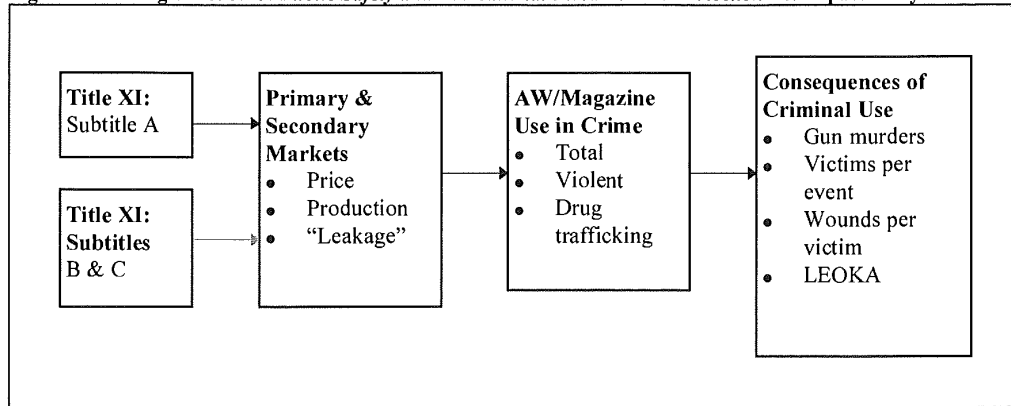 Title XI:
Subtitle A
Title XI:
Subtitles
B & C
Primary &
Secondary
Markets
• Price
• Production
• “Leakage”
AW/Magazine
Use in Crime
• Total
• Violent
• Drug
trafficking
Consequences of
Criminal Use
• Gun murders
• Victims per
event
• Wounds per
victim
• LEOKA